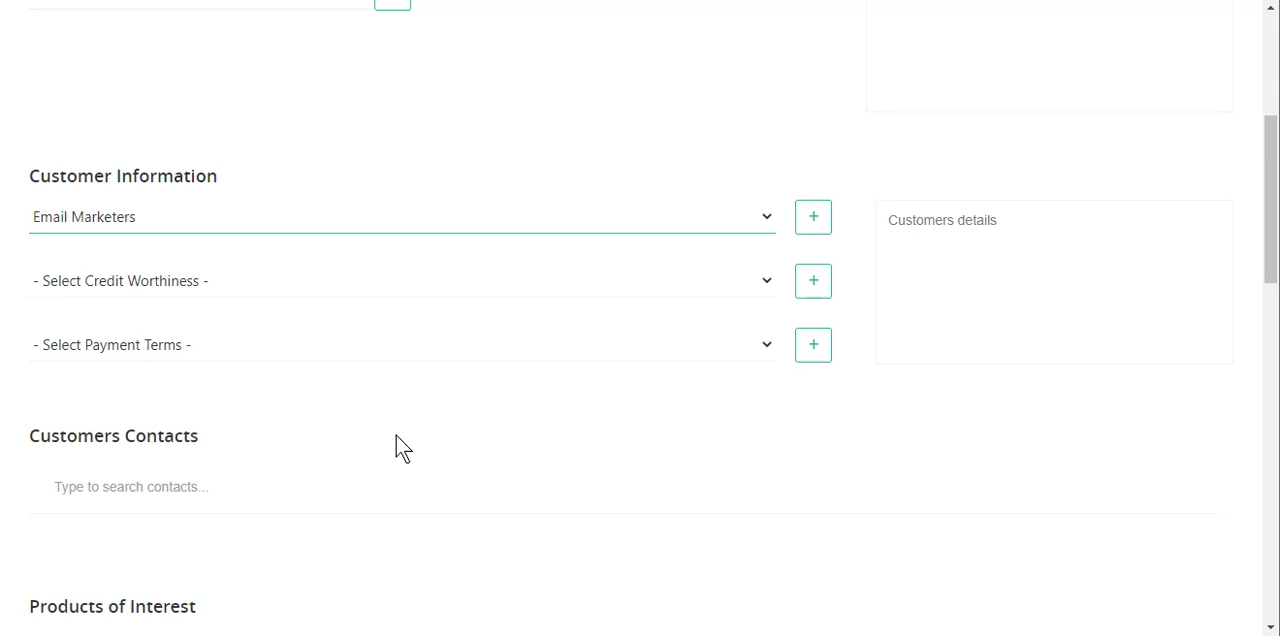 Customer Information
Email Marketers
+
Customers details
- Select Credit Worthiness -
+
- Select Payment Terms -
+
Customers Contacts
Type to search contacts...
Products of Interest